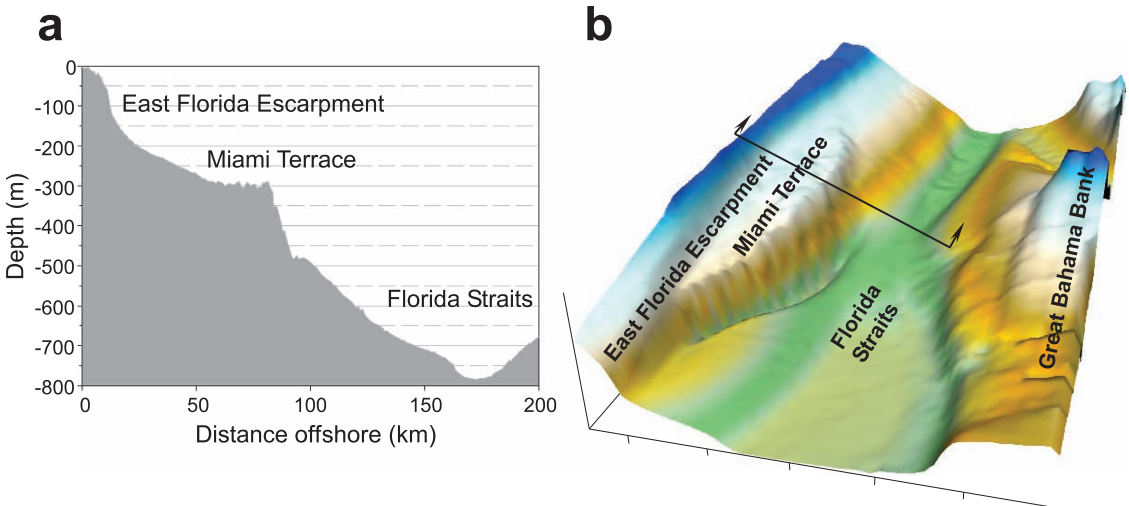 a
0
-100
-200
-300
-400
-500
-600
-700
-800
Depth (m)
East Florida Escarpment
Miami Terrace
Florida Straits
0
50
100
150
200
Distance offshore (km)
b
East Florida Escarpment
Miami Terrace
Florida
Straits
Great Bahama Bank